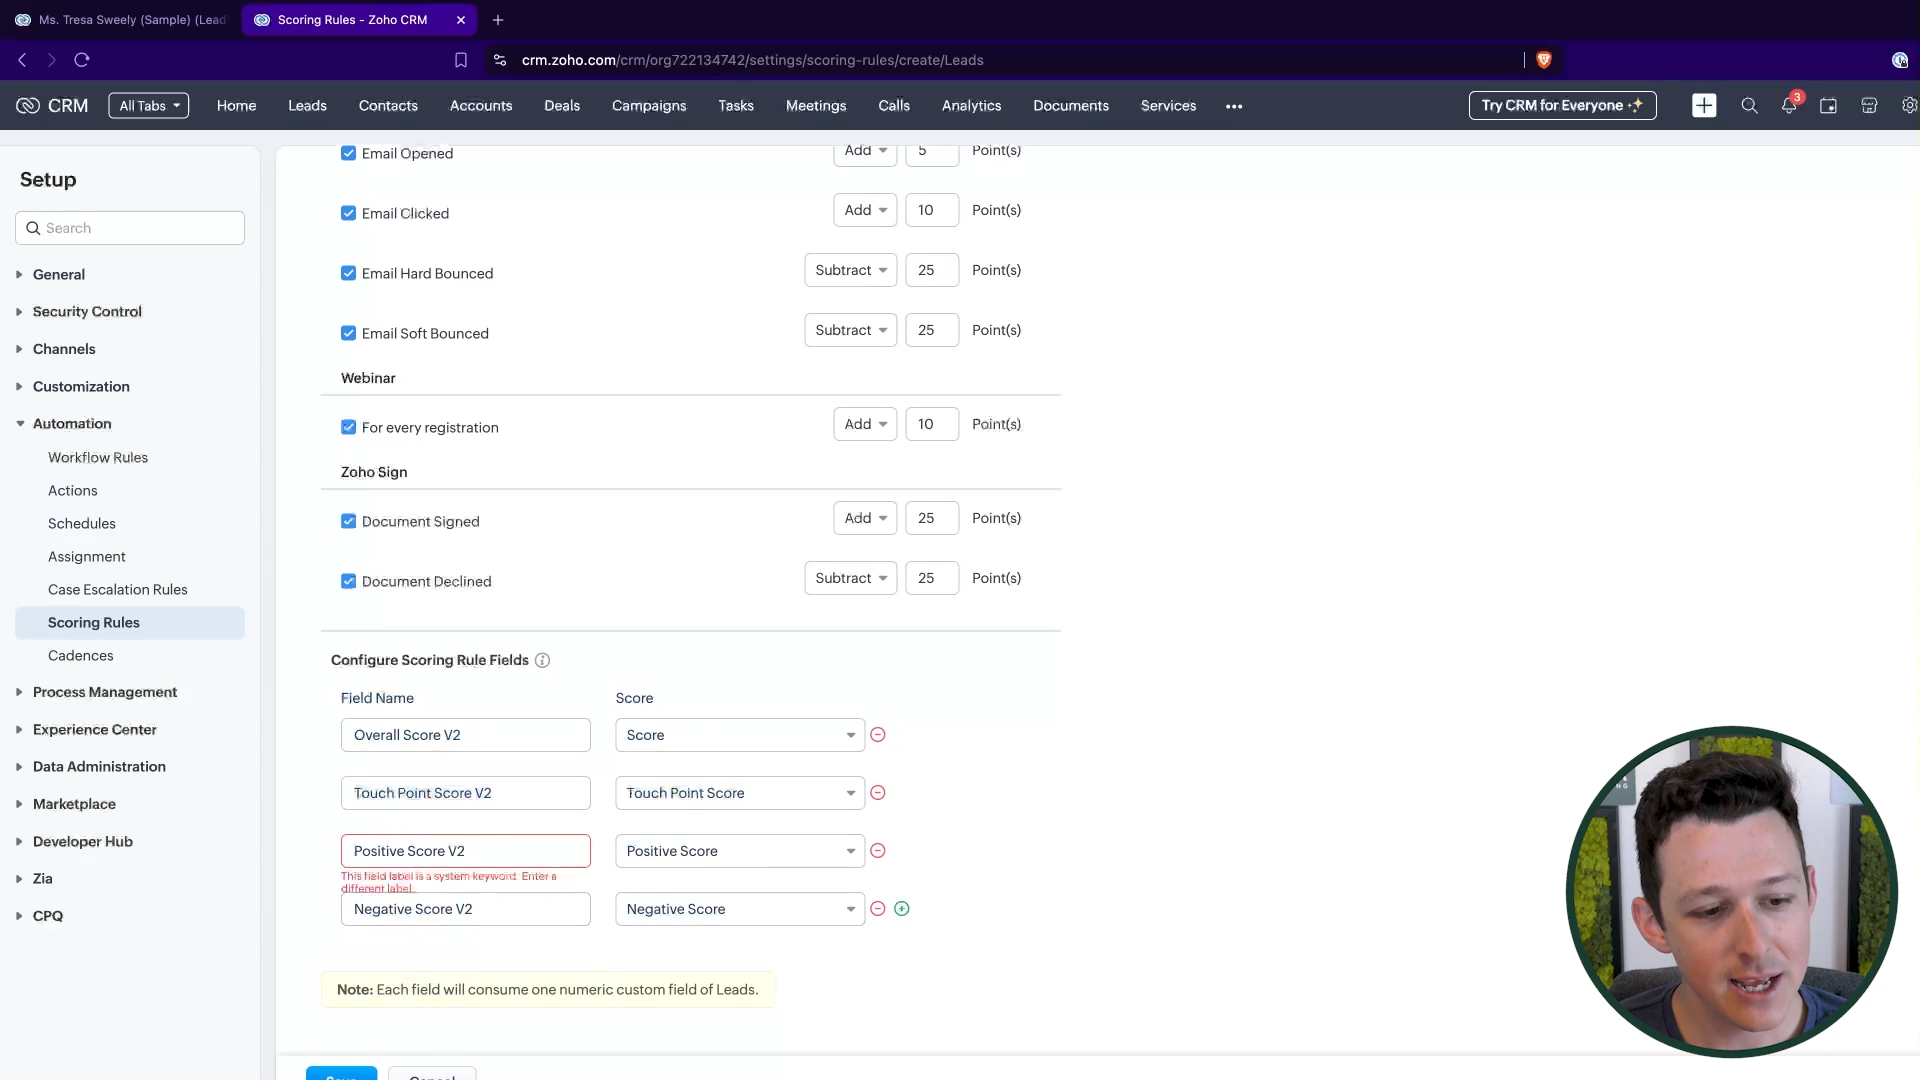 Ms. Tresa Sweely (Sample) (Lead
Scoring Rules - Zoho CRM
crm.zoho.com/crm/org722134742/settings/scoring-rules/create/Leads
CRM
All Tabs
Home
Leads
Contacts
Accounts
Deals
Campaigns
Tasks
Meetings
Calls
Analytics
Documents
Services
Try CRM for Everyone
3
Setup
Search
General
Security Control
Channels
Customization
Automation
Workflow Rules
Actions
Schedules
Assignment
Case Escalation Rules
Scoring Rules
Cadences
Process Management
Experience Center
Data Administration
Marketplace
Developer Hub
Zia
CPQ
Email Opened Add 5 Point(s)
Email Clicked Add 10 Point(s)
Email Hard Bounced Subtract 25 Point(s)
Email Soft Bounced Subtract 25 Point(s)
Webinar
For every registration Add 10 Point(s)
Zoho Sign
Document Signed Add 25 Point(s)
Document Declined Subtract 25 Point(s)
Configure Scoring Rule Fields
Field Name Score
Overall Score V2 Score
Touch Point Score V2 Touch Point Score
Positive Score V2 Positive Score
This field label is a system keyword. Enter a
different label.
Negative Score V2 Negative Score
Note: Each field will consume one numeric custom field of Leads.
Save Cancel